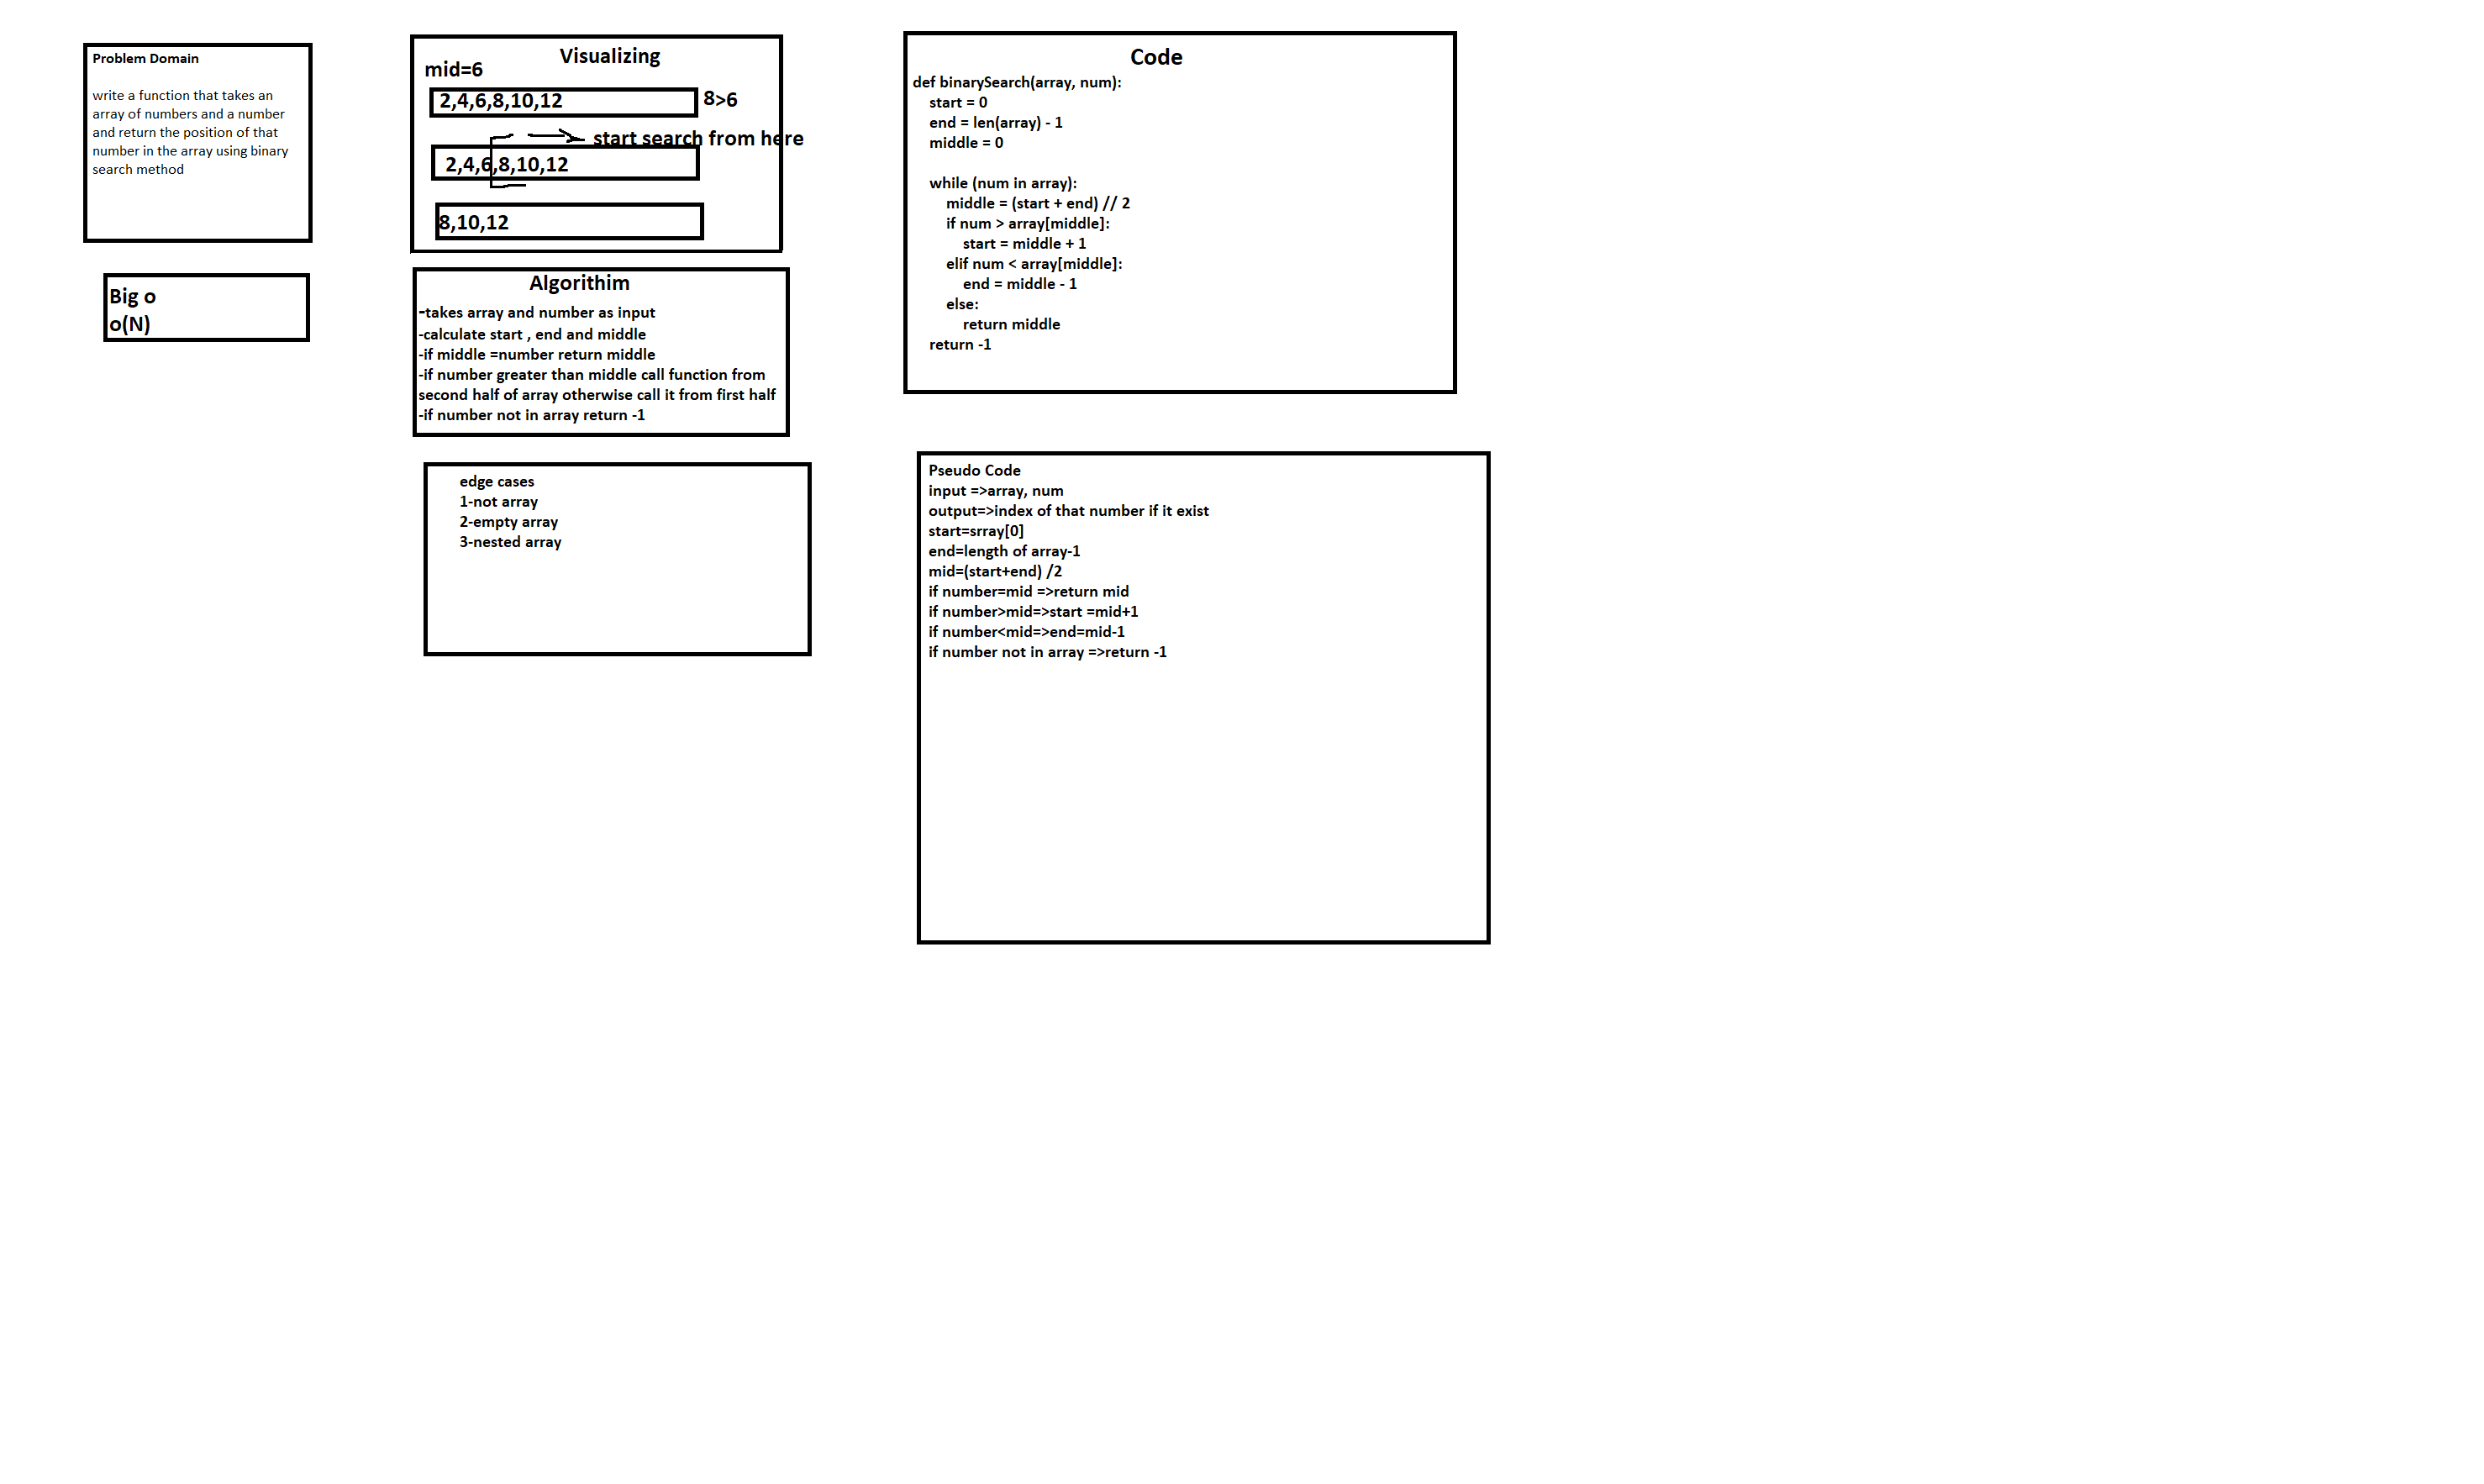 Problem Domain
write a function that takes an
array of numbers and a number
and return the position of that
number in the array using binary
search method
Big o
o(N)
Visualizing
mid=6
2,4,6,8,10,12 8>6
start search from here
2,4,6,8,10,12
8,10,12
Algorithim
-takes array and number as input
-calculate start , end and middle
-if middle =number return middle
-if number greater than middle call function from
second half of array otherwise call it from first half
-if number not in array return -1
edge cases
1-not array
2-empty array
3-nested array
Code
def binarySearch(array, num):
start = 0
end = len(array) - 1
middle = 0
while (num in array):
middle = (start + end) // 2
if num > array[middle]:
start = middle + 1
elif num < array[middle]:
end = middle - 1
else:
return middle
return -1
Pseudo Code
input =>array, num
output=>index of that number if it exist
start=srray[0]
end=length of array-1
mid=(start+end) /2
if number=mid =>return mid
if number>mid=>start =mid+1
if number<mid=>end=mid-1
if number not in array =>return -1